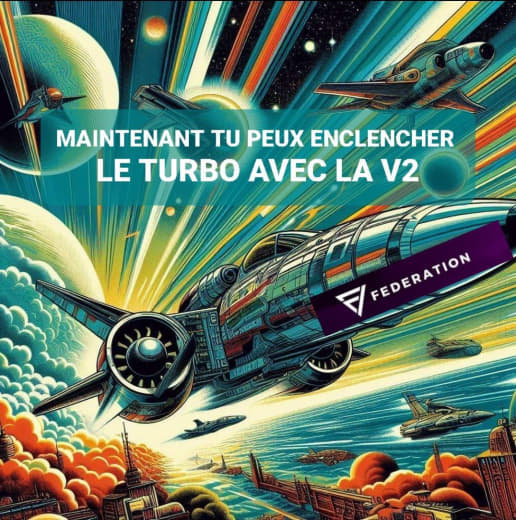 MAINTENANT TU PEUX ENCLENCHER
LE TURBO AVEC LA V2
FEDERATION